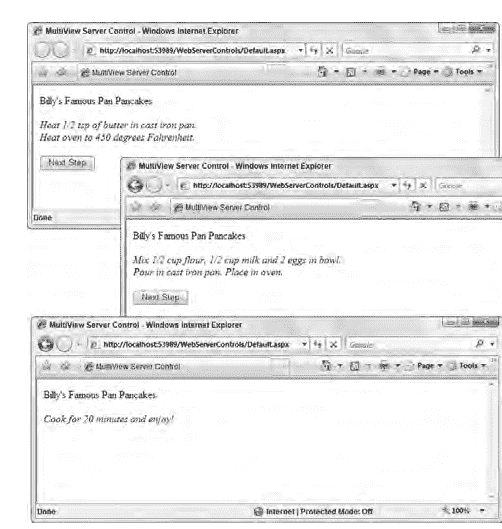 MultiView Server Control - Windows Internet Explorer
http://localhost:53989/WebServerControls/Default.aspx
Google
MultiView Server Control
Page
Tools
Billy's Famous Pan Pancakes
Heat 1/2 tsp of butter in cast iron pan.
Heat oven to 450 degrees Fahrenheit.
Next Step
Done
MultiView Server Control - Windows Internet Explorer
http://localhost:53989/WebServerControls/Default.aspx
Google
MultiView Server Control
Billy's Famous Pan Pancakes
Mix 1/2 cup flour, 1/2 cup milk and 2 eggs in bowl.
Pour in cast iron pan. Place in oven.
Next Step
MultiView Server Control - Windows Internet Explorer
http://localhost:53989/WebServerControls/Default.aspx
Google
MultiView Server Control
Page
Tools
Billy's Famous Pan Pancakes
Cook for 20 minutes and enjoy!
Done
Internet | Protected Mode: Off
100%